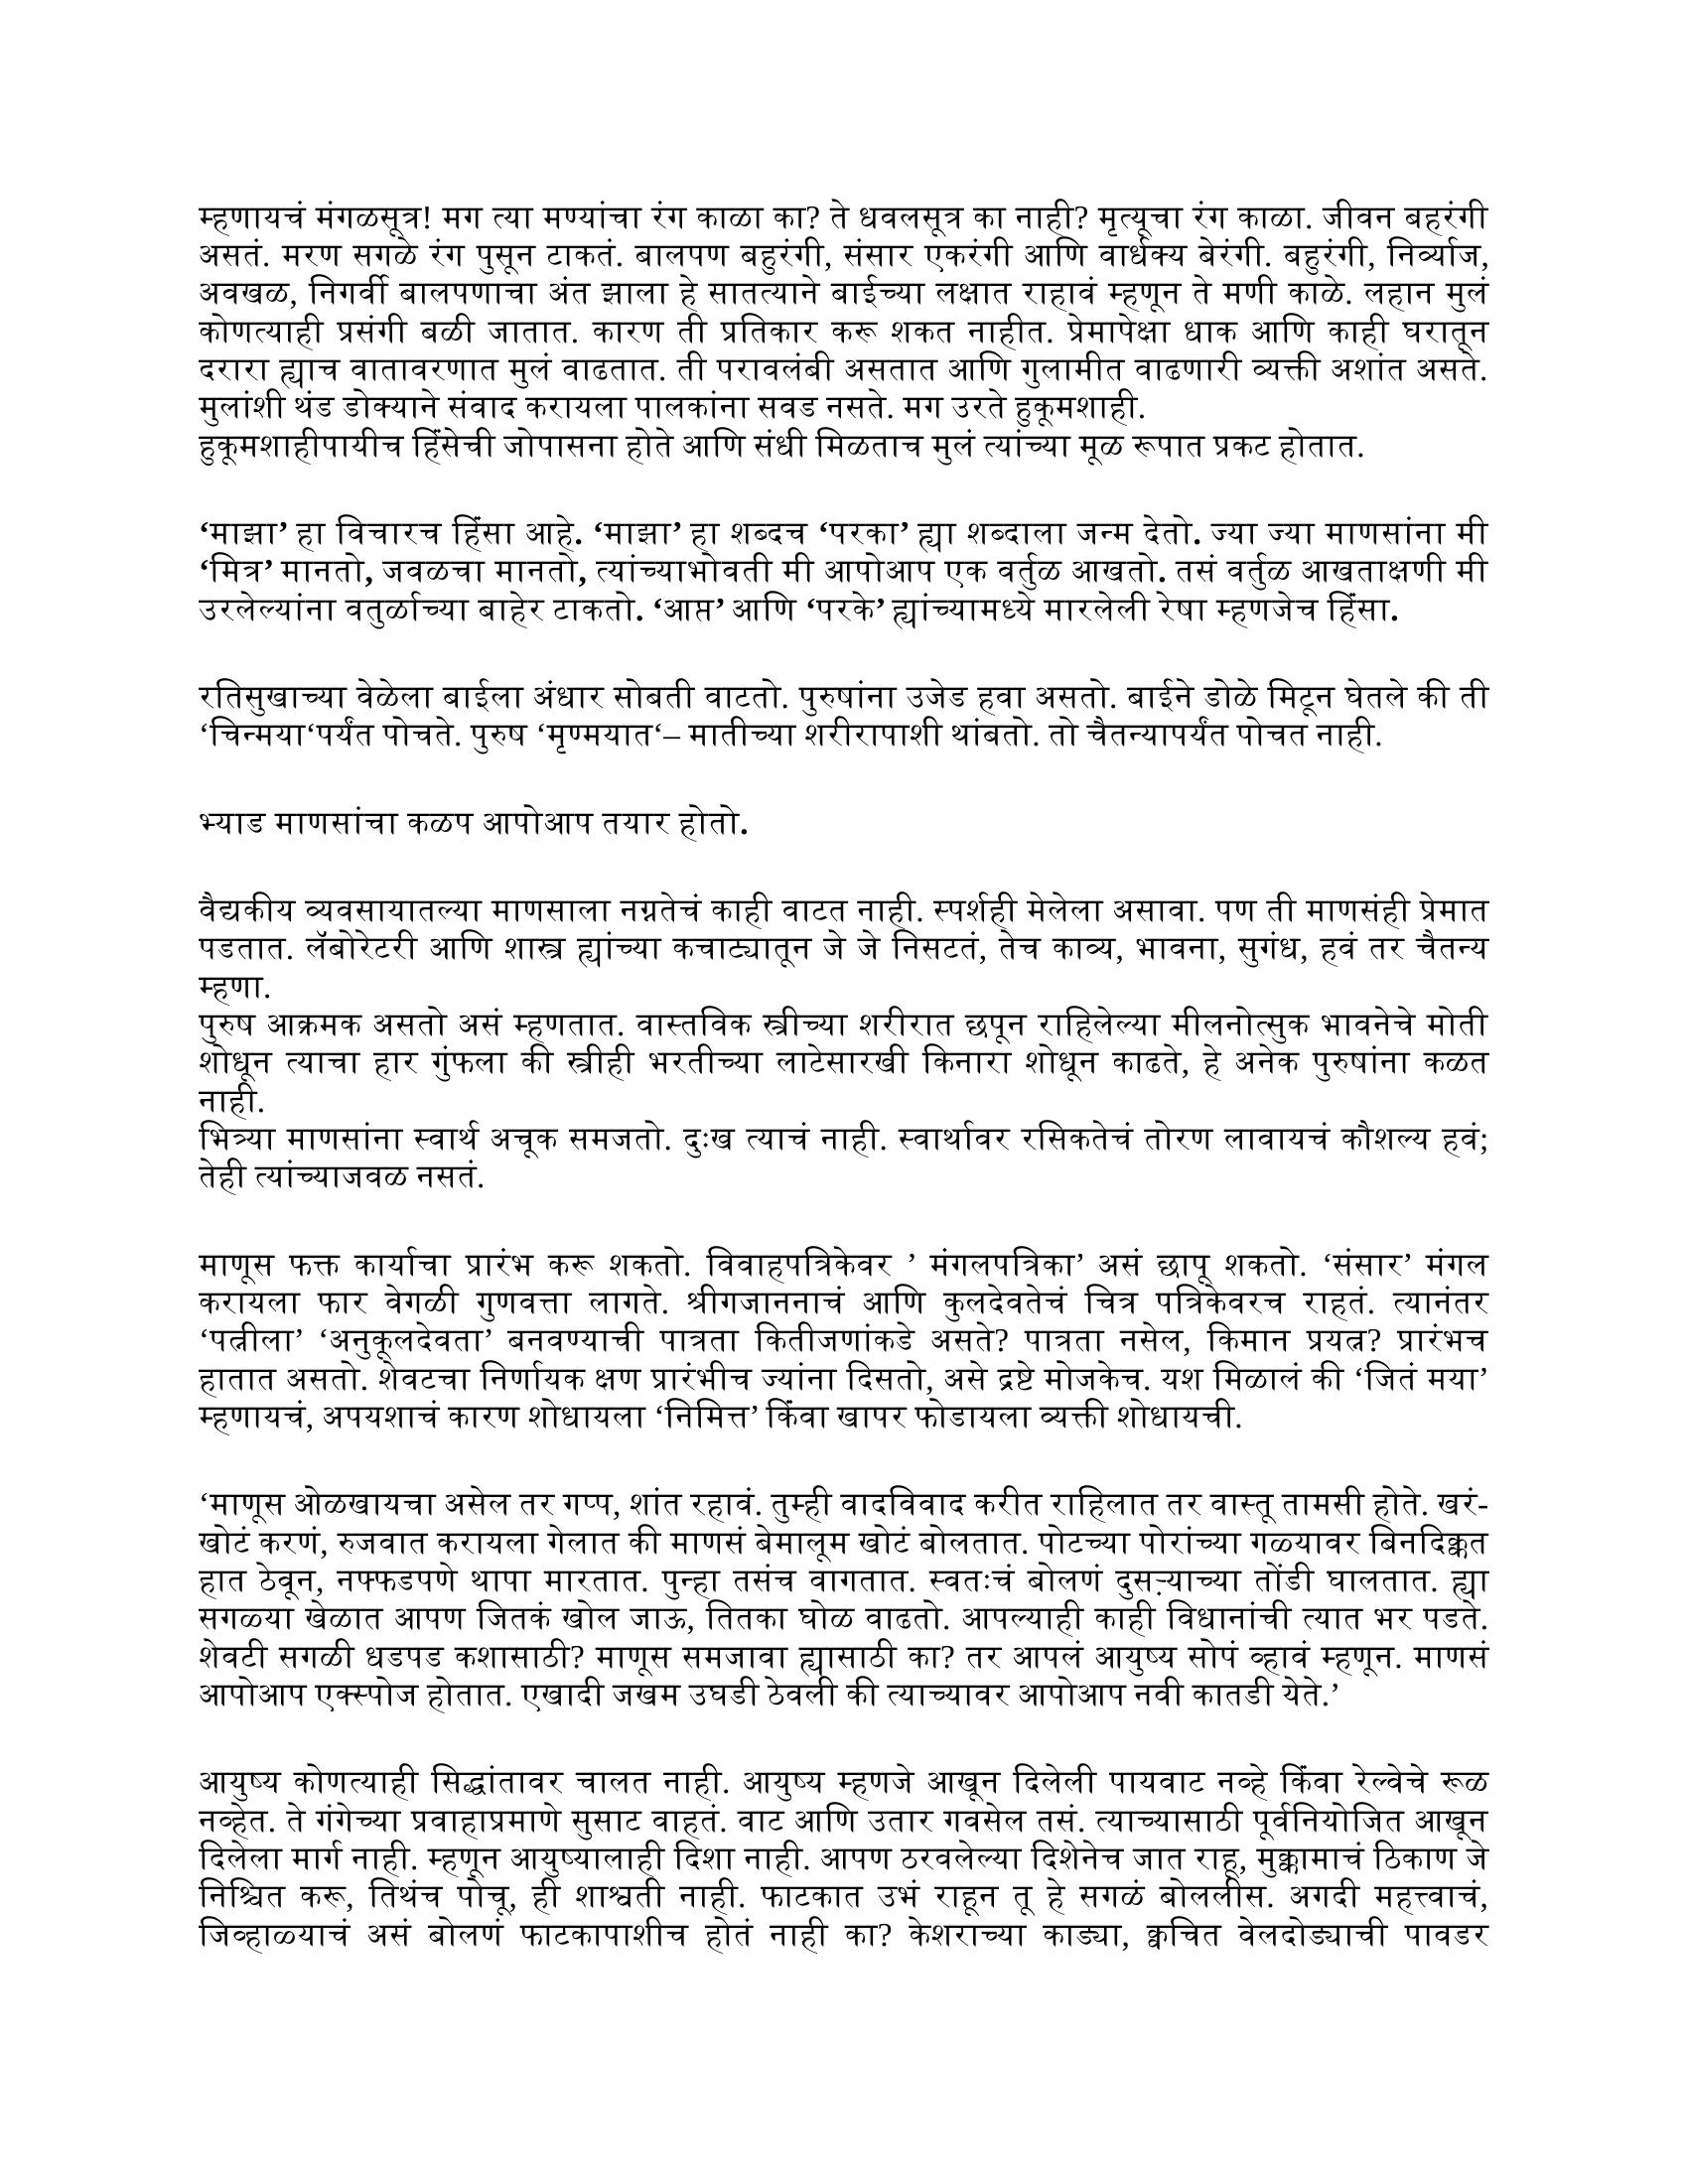 म्हणायचं मंगळसूत्र! मग त्या मण्यांचा रंग काळा का? ते धवलसूत्र का नाही? मृत्यूचा रंग काळा. जीवन बहरंगी
असतं. मरण सगळे रंग पुसून टाकतं. बालपण बहुरंगी, संसार एकरंगी आणि वार्धक्य बेरंगी. बहुरंगी, निर्व्याज,
अवखळ, निगर्वी बालपणाचा अंत झाला हे सातत्याने बाईच्या लक्षात राहावं म्हणून ते मणी काळे. लहान मुलं
कोणत्याही प्रसंगी बळी जातात. कारण ती प्रतिकार करू शकत नाहीत. प्रेमापेक्षा धाक आणि काही घरातून
दरारा ह्याच वातावरणात मुलं वाढतात. ती परावलंबी असतात आणि गुलामीत वाढणारी व्यक्ती अशांत असते.
मुलांशी थंड डोक्याने संवाद करायला पालकांना सवड नसते. मग उरते हुकूमशाही.
हुकूमशाहीपायीच हिंसेची जोपासना होते आणि संधी मिळताच मुलं त्यांच्या मूळ रूपात प्रकट होतात.
‘माझा’ हा विचारच हिंसा आहे. ‘माझा’ हा शब्दच ‘परका’ ह्या शब्दाला जन्म देतो. ज्या ज्या माणसांना मी
‘मित्र’ मानतो, जवळचा मानतो, त्यांच्याभोवती मी आपोआप एक वर्तुळ आखतो. तसं वर्तुळ आखताक्षणी मी
उरलेल्यांना वतुर्ळाच्या बाहेर टाकतो. ‘आप्त’ आणि ‘परके’ ह्यांच्यामध्ये मारलेली रेषा म्हणजेच हिंसा.
रतिसुखाच्या वेळेला बाईला अंधार सोबती वाटतो. पुरुषांना उजेड हवा असतो. बाईने डोळे मिटून घेतले की ती
‘चिन्मया‘पर्यंत पोचते. पुरुष ‘मृण्मयात‘– मातीच्या शरीरापाशी थांबतो. तो चैतन्यापर्यंत पोचत नाही.
भ्याड माणसांचा कळप आपोआप तयार होतो.
वैद्यकीय व्यवसायातल्या माणसाला नग्नतेचं काही वाटत नाही. स्पर्शही मेलेला असावा. पण ती माणसंही प्रेमात
पडतात. लॅबोरेटरी आणि शास्त्र ह्यांच्या कचाट्यातून जे जे निसटतं, तेच काव्य, भावना, सुगंध, हवं तर चैतन्य
म्हणा.
पुरुष आक्रमक असतो असं म्हणतात. वास्तविक स्त्रीच्या शरीरात छपून राहिलेल्या मीलनोत्सुक भावनेचे मोती
शोधून त्याचा हार गुंफला की स्त्रीही भरतीच्या लाटेसारखी किनारा शोधून काढते, हे अनेक पुरुषांना कळत
नाही.
भित्र्या माणसांना स्वार्थ अचूक समजतो. दुःख त्याचं नाही. स्वार्थावर रसिकतेचं तोरण लावायचं कौशल्य हवं;
तेही त्यांच्याजवळ नसतं.
माणूस फक्त कार्याचा प्रारंभ करू शकतो. विवाहपत्रिकेवर ’ मंगलपत्रिका’ असं छापू शकतो. ‘संसार’ मंगल
करायला फार वेगळी गुणवत्ता लागते. श्रीगजाननाचं आणि कुलदेवतेचं चित्र पत्रिकेवरच राहतं. त्यानंतर
‘पत्नीला’ ‘अनुकूलदेवता’ बनवण्याची पात्रता कितीजणांकडे असते? पात्रता नसेल, किमान प्रयत्न? प्रारंभच
हातात असतो. शेवटचा निर्णायक क्षण प्रारंभीच ज्यांना दिसतो, असे द्रष्टे मोजकेच. यश मिळालं की ‘जितं मया’
म्हणायचं, अपयशाचं कारण शोधायला ‘निमित्त’ किंवा खापर फोडायला व्यक्ती शोधायची.
‘माणूस ओळखायचा असेल तर गप्प, शांत रहावं. तुम्ही वादविवाद करीत राहिलात तर वास्तू तामसी होते. खरं-
खोटं करणं, रुजवात करायला गेलात की माणसं बेमालूम खोटं बोलतात. पोटच्या पोरांच्या गळ्यावर बिनदिक्कत
हात ठेवून, नफ्फडपणे थापा मारतात. पुन्हा तसंच वागतात. स्वतःचं बोलणं दुसऱ्याच्या तोंडी घालतात. ह्या
सगळ्या खेळात आपण जितकं खोल जाऊ, तितका घोळ वाढतो. आपल्याही काही विधानांची त्यात भर पडते.
शेवटी सगळी धडपड कशासाठी? माणूस समजावा ह्यासाठी का? तर आपलं आयुष्य सोपं व्हावं म्हणून. माणसं
आपोआप एक्स्पोज होतात. एखादी जखम उघडी ठेवली की त्याच्यावर आपोआप नवी कातडी येते.’
आयुष्य कोणत्याही सिद्धांतावर चालत नाही. आयुष्य म्हणजे आखून दिलेली पायवाट नव्हे किंवा रेल्वेचे रूळ
नव्हेत. ते गंगेच्या प्रवाहाप्रमाणे सुसाट वाहतं. वाट आणि उतार गवसेल तसं. त्याच्यासाठी पूर्वनियोजित आखून
दिलेला मार्ग नाही. म्हणून आयुष्यालाही दिशा नाही. आपण ठरवलेल्या दिशेनेच जात राहू, मुक्कामाचं ठिकाण जे
निश्चित करू, तिथंच पोचू, ही शाश्वती नाही. फाटकात उभं राहून तू हे सगळं बोललीस. अगदी महत्त्वाचं,
जिव्हाळ्याचं असं बोलणं फाटकापाशीच होतं नाही का? केशराच्या काड्या, क्वचित वेलदोड्याची पावडर